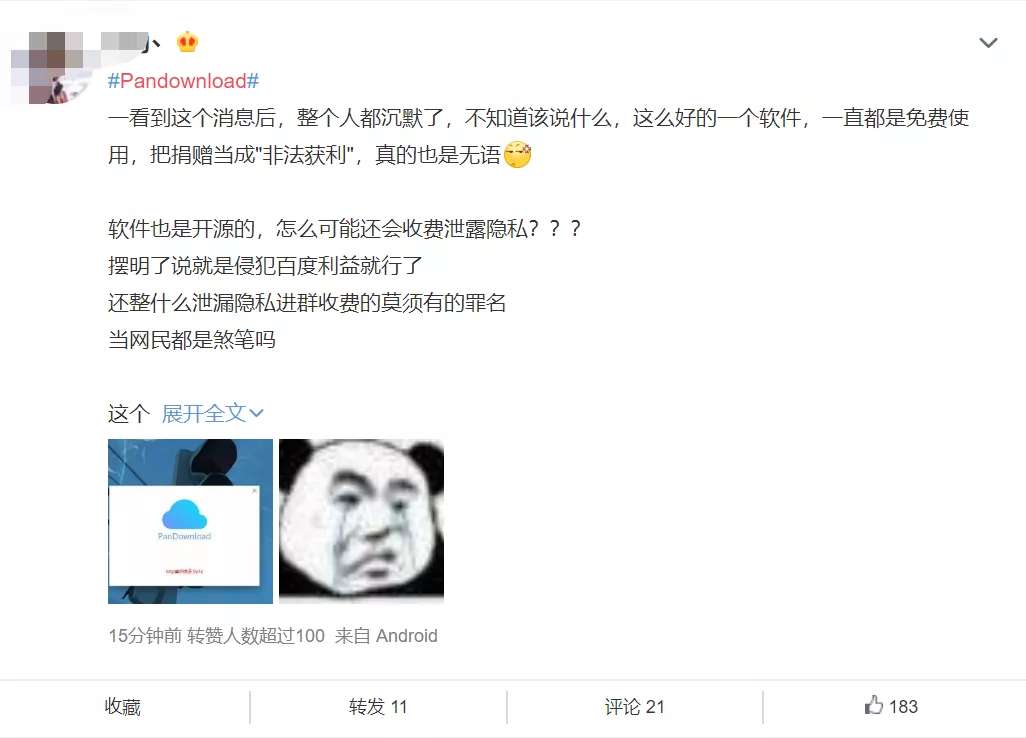 #Pandownload#
一看到这个消息后，整个人都沉默了，不知道该说什么，这么好的一个软件，一直都是免费使
用，把捐赠当成"非法获利"，真的也是无语
软件也是开源的，怎么可能还会收费泄露隐私？？？
摆明了说就是侵犯百度利益就行了
还整什么泄漏隐私进群收费的莫须有的罪名
当网民都是煞笔吗
这个 展开全文
PanDownload
15分钟前 转赞人数超过100 来自 Android
收藏 转发 11 评论 21 183